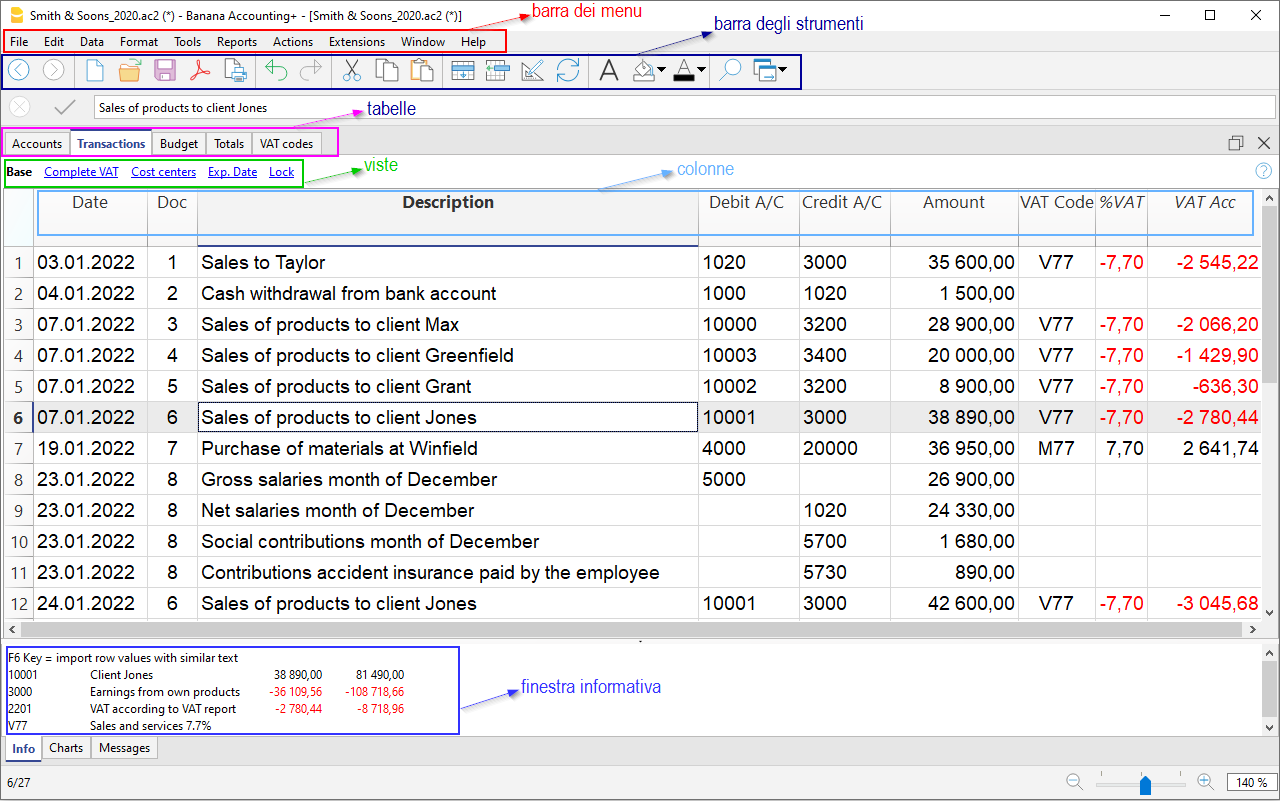 Smith & Soons_2020.ac2 (*) - Banana Accounting+ - [Smith & Soons_2020.ac2 (*)]
barra dei menu
barra degli strumenti
File Edit Data Format Tools Reports Actions Extensions Window Help
Sales of products to client Jones
tabelle
Accounts Transactions Budget Totals VAT codes
viste
colonne
Base Complete VAT Cost centers Exp. Date Lock
Date Doc Description Debit A/C Credit A/C Amount VAT Code %VAT VAT Acc
1 03.01.2022 1 Sales to Taylor 1020 3000 35 600,00 V77 -7,70 -2 545,22
2 04.01.2022 2 Cash withdrawal from bank account 1000 1020 1 500,00
3 07.01.2022 3 Sales of products to client Max 10000 3200 28 900,00 V77 -7,70 -2 066,20
4 07.01.2022 4 Sales of products to client Greenfield 10003 3400 20 000,00 V77 -7,70 -1 429,90
5 07.01.2022 5 Sales of products to client Grant 10002 3200 8 900,00 V77 -7,70 -636,30
6 07.01.2022 6 Sales of products to client Jones 10001 3000 38 890,00 V77 -7,70 -2 780,44
7 19.01.2022 7 Purchase of materials at Winfield 4000 20000 36 950,00 M77 7,70 2 641,74
8 23.01.2022 8 Gross salaries month of December 5000 26 900,00
9 23.01.2022 8 Net salaries month of December 1020 24 330,00
10 23.01.2022 8 Social contributions month of December 5700 1 680,00
11 23.01.2022 8 Contributions accident insurance paid by the employee 5730 890,00
12 24.01.2022 6 Sales of products to client Jones 10001 3000 42 600,00 V77 -7,70 -3 045,68
F6 Key = import row values with similar text
10001 Client Jones 38 890,00 81 490,00
3000 Earnings from own products -36 109,56 -108 718,66
2201 VAT according to VAT report -2 780,44 -8 718,96
V77 Sales and services 7.7%
finestra informativa
Info Charts Messages
6/27
140 %